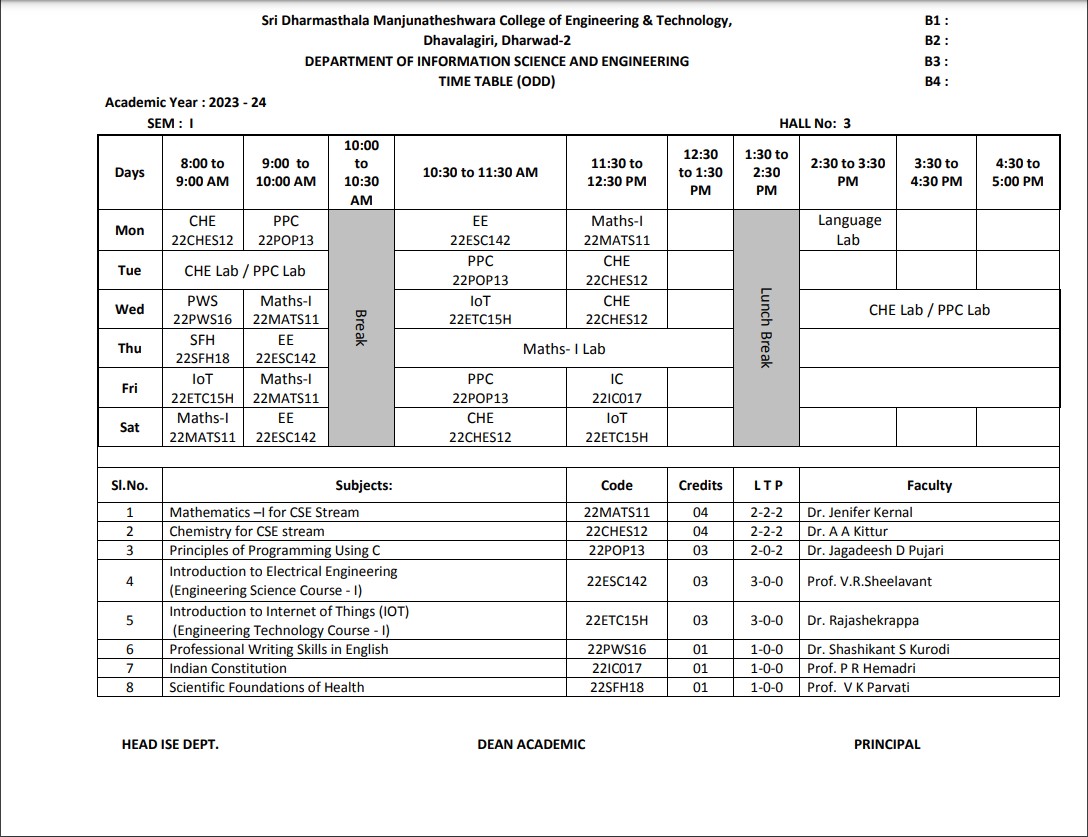 Sri Dharmasthala Manjunatheshwara College of Engineering & Technology,
Dhavalagiri, Dharwad-2
DEPARTMENT OF INFORMATION SCIENCE AND ENGINEERING
TIME TABLE (ODD)
B1 :
B2 :
B3 :
B4 :
Academic Year : 2023 - 24
SEM : I
HALL No: 3
Days
8:00 to
9:00 AM
9:00 to
10:00 AM
10:00
to
10:30
AM
10:30 to 11:30 AM
11:30 to
12:30 PM
12:30
to 1:30
PM
1:30 to
2:30
PM
2:30 to 3:30
PM
3:30 to
4:30 PM
4:30 to
5:00 PM
Mon
CHE
22CHES12
PPC
22POP13
Break
EE
22ESC142
Maths-I
22MATS11
Lunch Break
Language
Lab
Tue
CHE Lab / PPC Lab
PPC
22POP13
CHE
22CHES12
Wed
PWS
22PWS16
Maths-I
22MATS11
IoT
22ETC15H
CHE
22CHES12
CHE Lab / PPC Lab
Thu
SFH
22SFH18
EE
22ESC142
Maths- I Lab
Fri
IoT
22ETC15H
Maths-I
22MATS11
PPC
22POP13
IC
22IC017
Sat
Maths-I
22MATS11
EE
22ESC142
CHE
22CHES12
IoT
22ETC15H
Sl.No. Subjects: Code Credits L T P Faculty
1 Mathematics –I for CSE Stream 22MATS11 04 2-2-2 Dr. Jenifer Kernal
2 Chemistry for CSE stream 22CHES12 04 2-2-2 Dr. A A Kittur
3 Principles of Programming Using C 22POP13 03 2-0-2 Dr. Jagadeesh D Pujari
4 Introduction to Electrical Engineering
(Engineering Science Course - I) 22ESC142 03 3-0-0 Prof. V.R.Sheelavant
5 Introduction to Internet of Things (IOT)
(Engineering Technology Course - I) 22ETC15H 03 3-0-0 Dr. Rajashekrappa
6 Professional Writing Skills in English 22PWS16 01 1-0-0 Dr. Shashikant S Kurodi
7 Indian Constitution 22IC017 01 1-0-0 Prof. P R Hemadri
8 Scientific Foundations of Health 22SFH18 01 1-0-0 Prof. V K Parvati
HEAD ISE DEPT. DEAN ACADEMIC PRINCIPAL